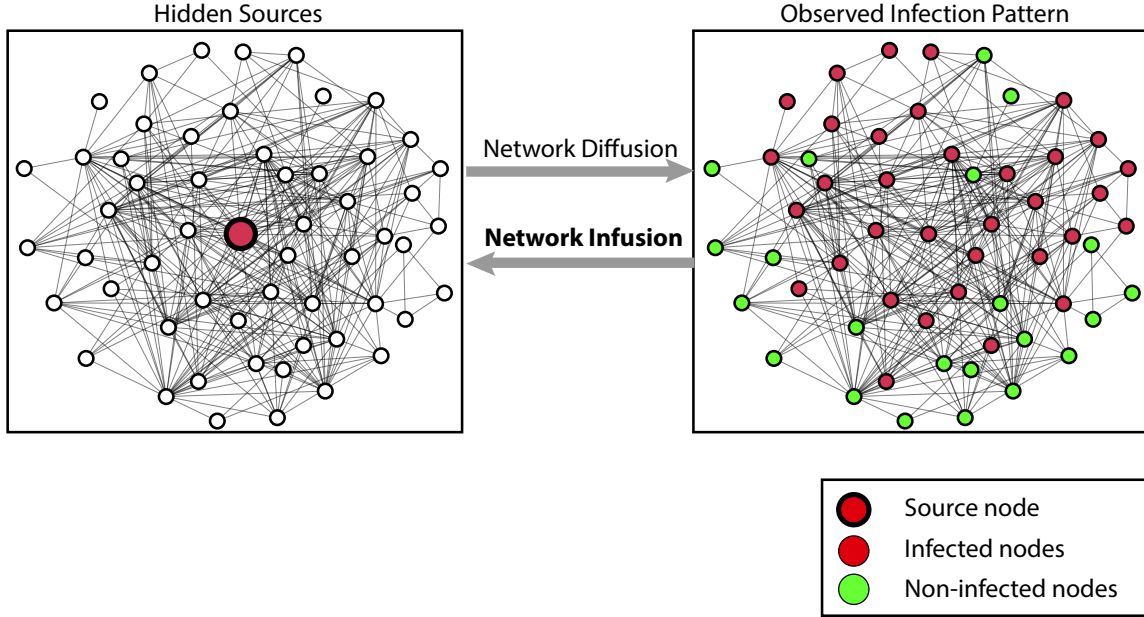 Hidden Sources
Observed Infection Pattern
Network Diffusion
Network Infusion
Source node
Infected nodes
Non-infected nodes